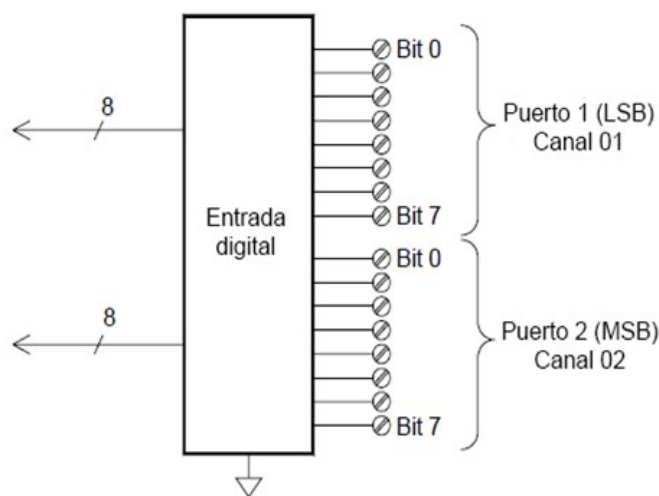 8
8
Entrada
digital
Bit 0
Bit 7
Bit 0
Bit 7
Puerto 1 (LSB)
Canal 01
Puerto 2 (MSB)
Canal 02